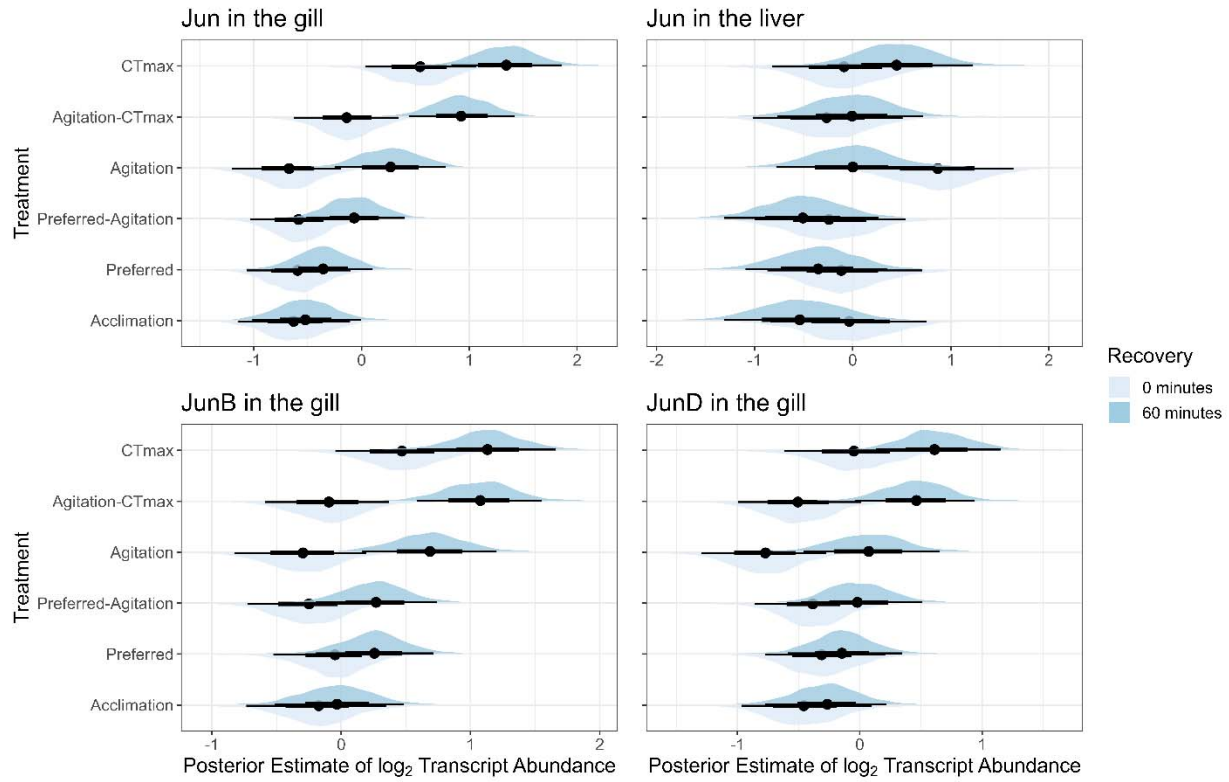 Jun in the gill
Jun in the liver
CTmax
Agitation-CTmax
Agitation
Preferred-Agitation
Preferred
Acclimation
Treatment
-1 0 1 2
-2 -1 0 1 2
Recovery
0 minutes
60 minutes
JunB in the gill
JunD in the gill
CTmax
Agitation-CTmax
Agitation
Preferred-Agitation
Preferred
Acclimation
Treatment
-1 0 1 2
-1 0 1
Posterior Estimate of log₂ Transcript Abundance
Posterior Estimate of log₂ Transcript Abundance